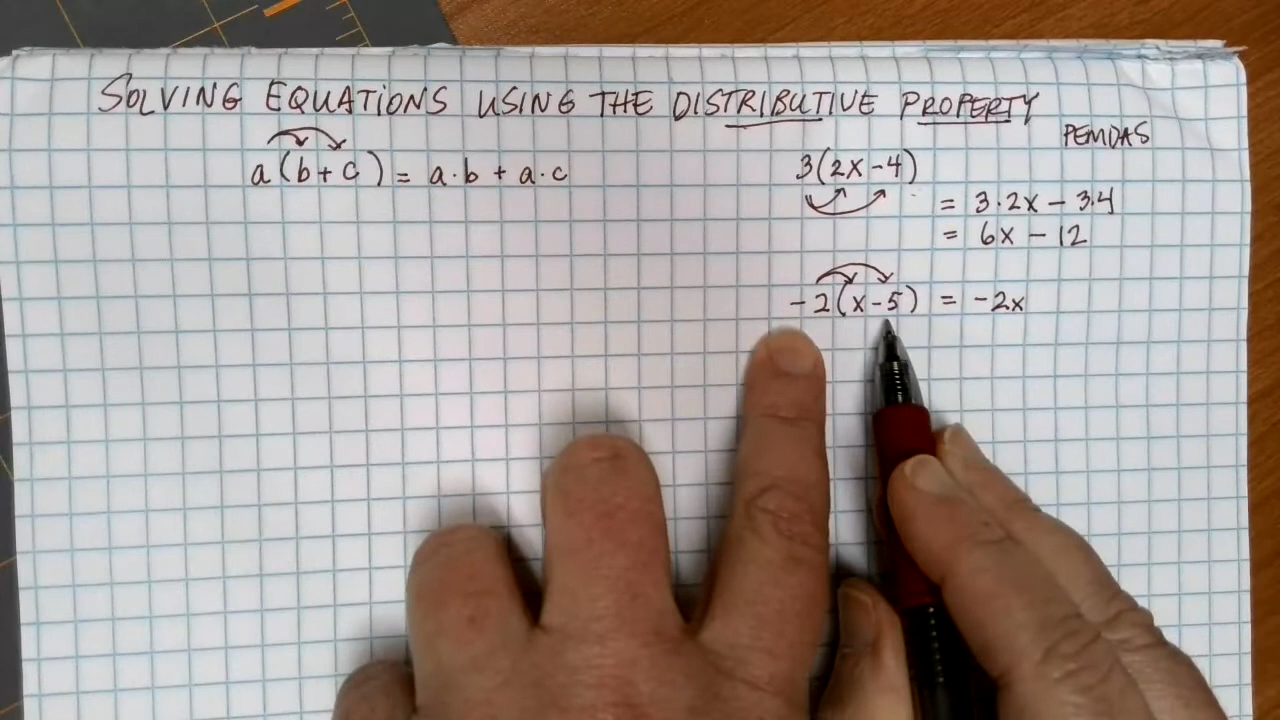 SOLVING EQUATIONS USING THE DISTRIBUTIVE PROPERTY
PEMDAS
a(b+c) = a·b + a·c
3(2x-4)
= 3·2x - 3·4
= 6x - 12
-2(x-5) = -2x